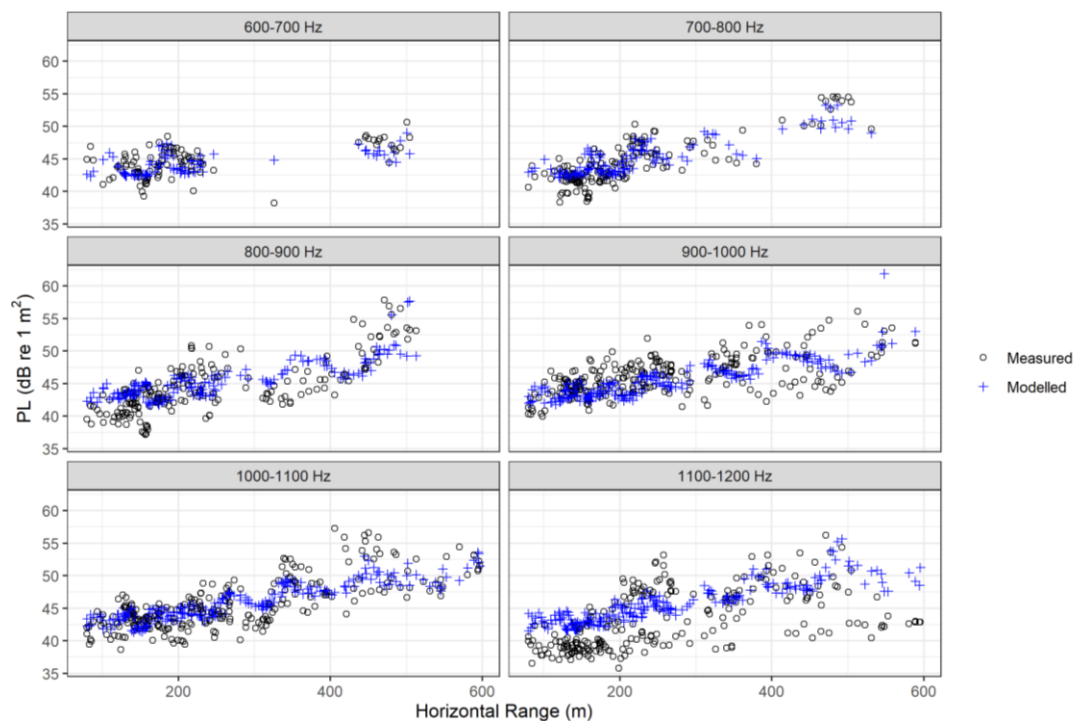 600-700 Hz
700-800 Hz
60
55
50
45
40
35
800-900 Hz
900-1000 Hz
60
55
50
45
40
35
PL (dB re 1 m²)
Measured
Modelled
1000-1100 Hz
1100-1200 Hz
60
55
50
45
40
35
200
400
600
200
400
600
Horizontal Range (m)